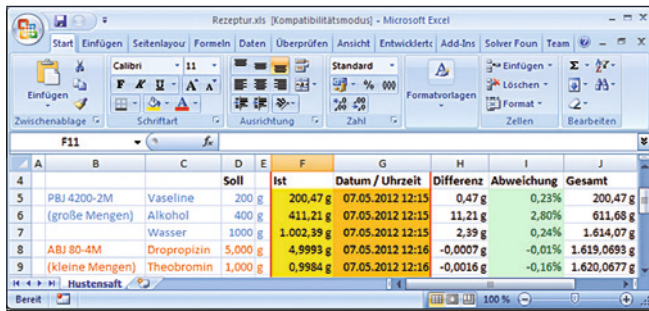 Rezeptur.xls [Kompatibilitätsmodus] - Microsoft Excel
Start Einfügen Seitenlayou Formeln Daten Überprüfen Ansicht Entwicklertc Add-Ins Solver Foun Team
Calibri 11 Standard Einfügen Σ
Einfügen F K U A A % 000 Formatvorlagen Löschen
A Format
Zwischenablage Schriftart Ausrichtung Zahl Zellen Bearbeiten
F11 fx
A B C D E F G H I J
4 Soll Ist Datum / Uhrzeit Differenz Abweichung Gesamt
5 PBJ 4200-2M Vaseline 200 g 200,47 g 07.05.2012 12:15 0,47 g 0,23% 200,47 g
6 (große Mengen) Alkohol 400 g 411,21 g 07.05.2012 12:15 11,21 g 2,80% 611,68 g
7 Wasser 1000 g 1.002,39 g 07.05.2012 12:15 2,39 g 0,24% 1.614,07 g
8 ABJ 80-4M Dropropizin 5,000 g 4,9993 g 07.05.2012 12:16 -0,0007 g -0,01% 1.619,0693 g
9 (kleine Mengen) Theobromin 1,000 g 0,9984 g 07.05.2012 12:16 -0,0016 g -0,16% 1.620,0677 g
Hustensaft
Bereit 100 %